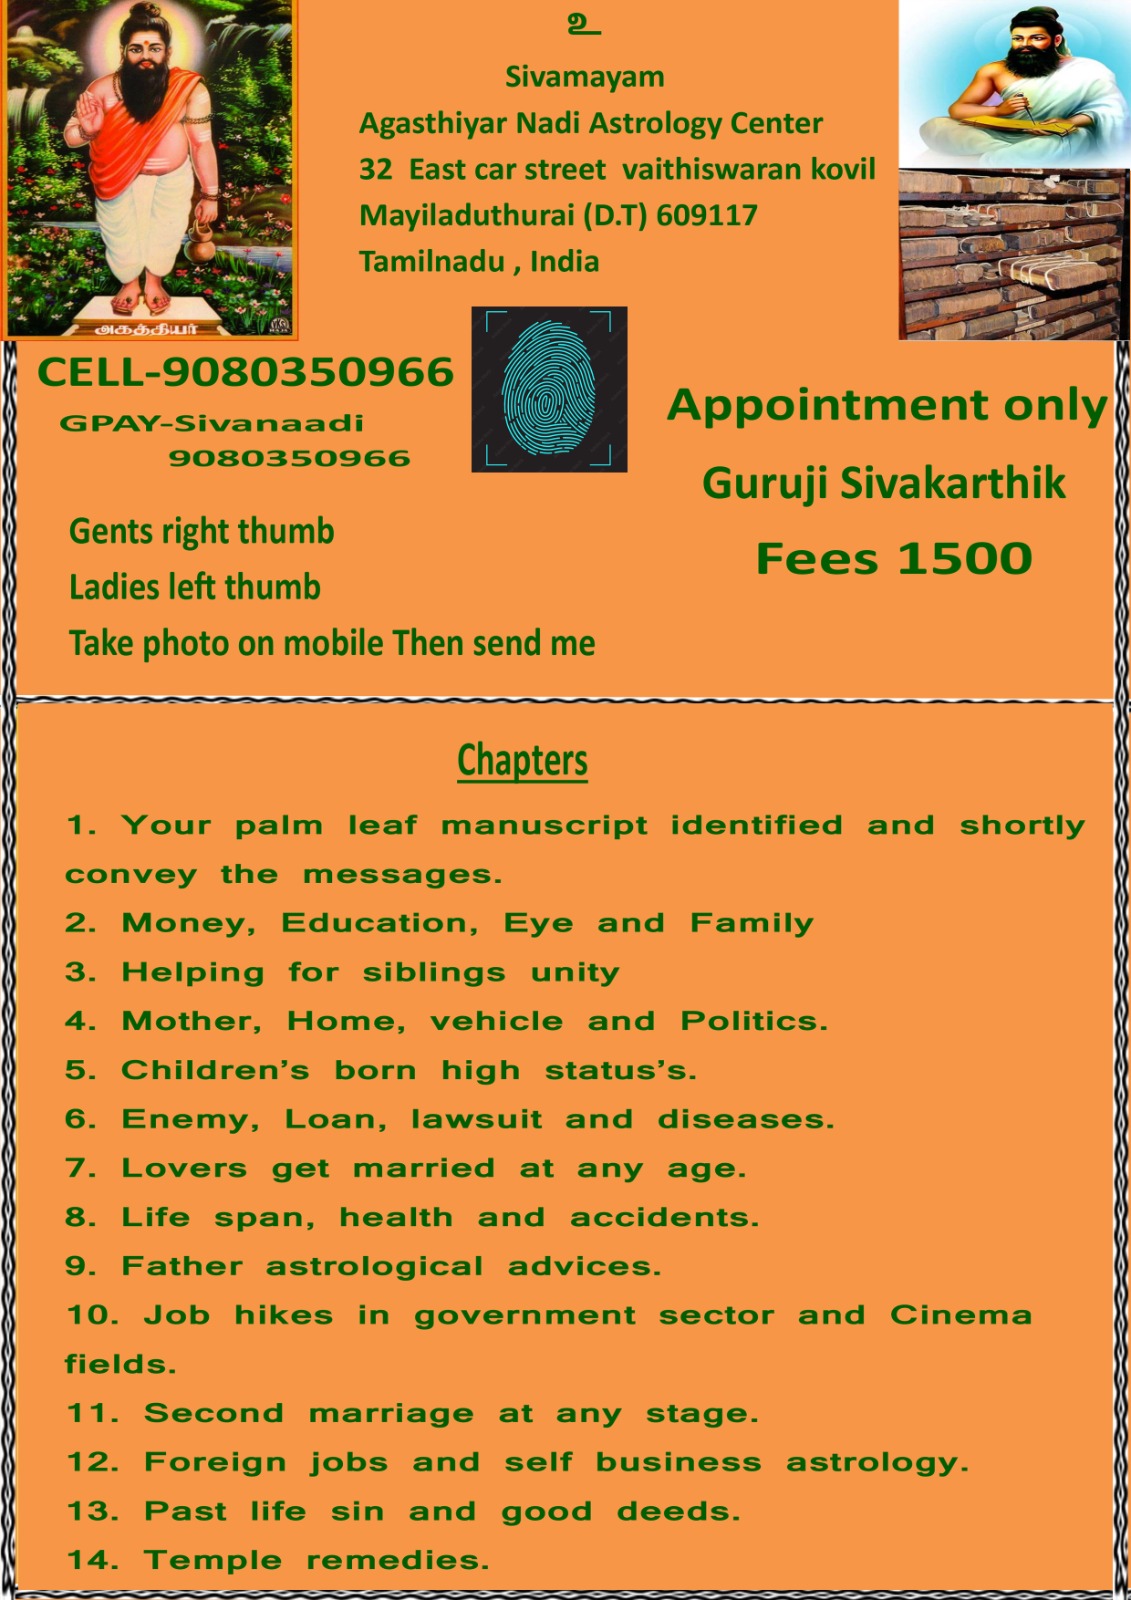 உ
Sivamayam
Agasthiyar Nadi Astrology Center
32 East car street vaithiswaran kovil
Mayiladuthurai (D.T) 609117
Tamilnadu , India
அகத்தியர்
CELL-9080350966
GPAY-Sivanaadi
9080350966
Appointment only
Guruji Sivakarthik
Fees 1500
Gents right thumb
Ladies left thumb
Take photo on mobile Then send me
Chapters
1. Your palm leaf manuscript identified and shortly
convey the messages.
2. Money, Education, Eye and Family
3. Helping for siblings unity
4. Mother, Home, vehicle and Politics.
5. Children’s born high status’s.
6. Enemy, Loan, lawsuit and diseases.
7. Lovers get married at any age.
8. Life span, health and accidents.
9. Father astrological advices.
10. Job hikes in government sector and Cinema
fields.
11. Second marriage at any stage.
12. Foreign jobs and self business astrology.
13. Past life sin and good deeds.
14. Temple remedies.